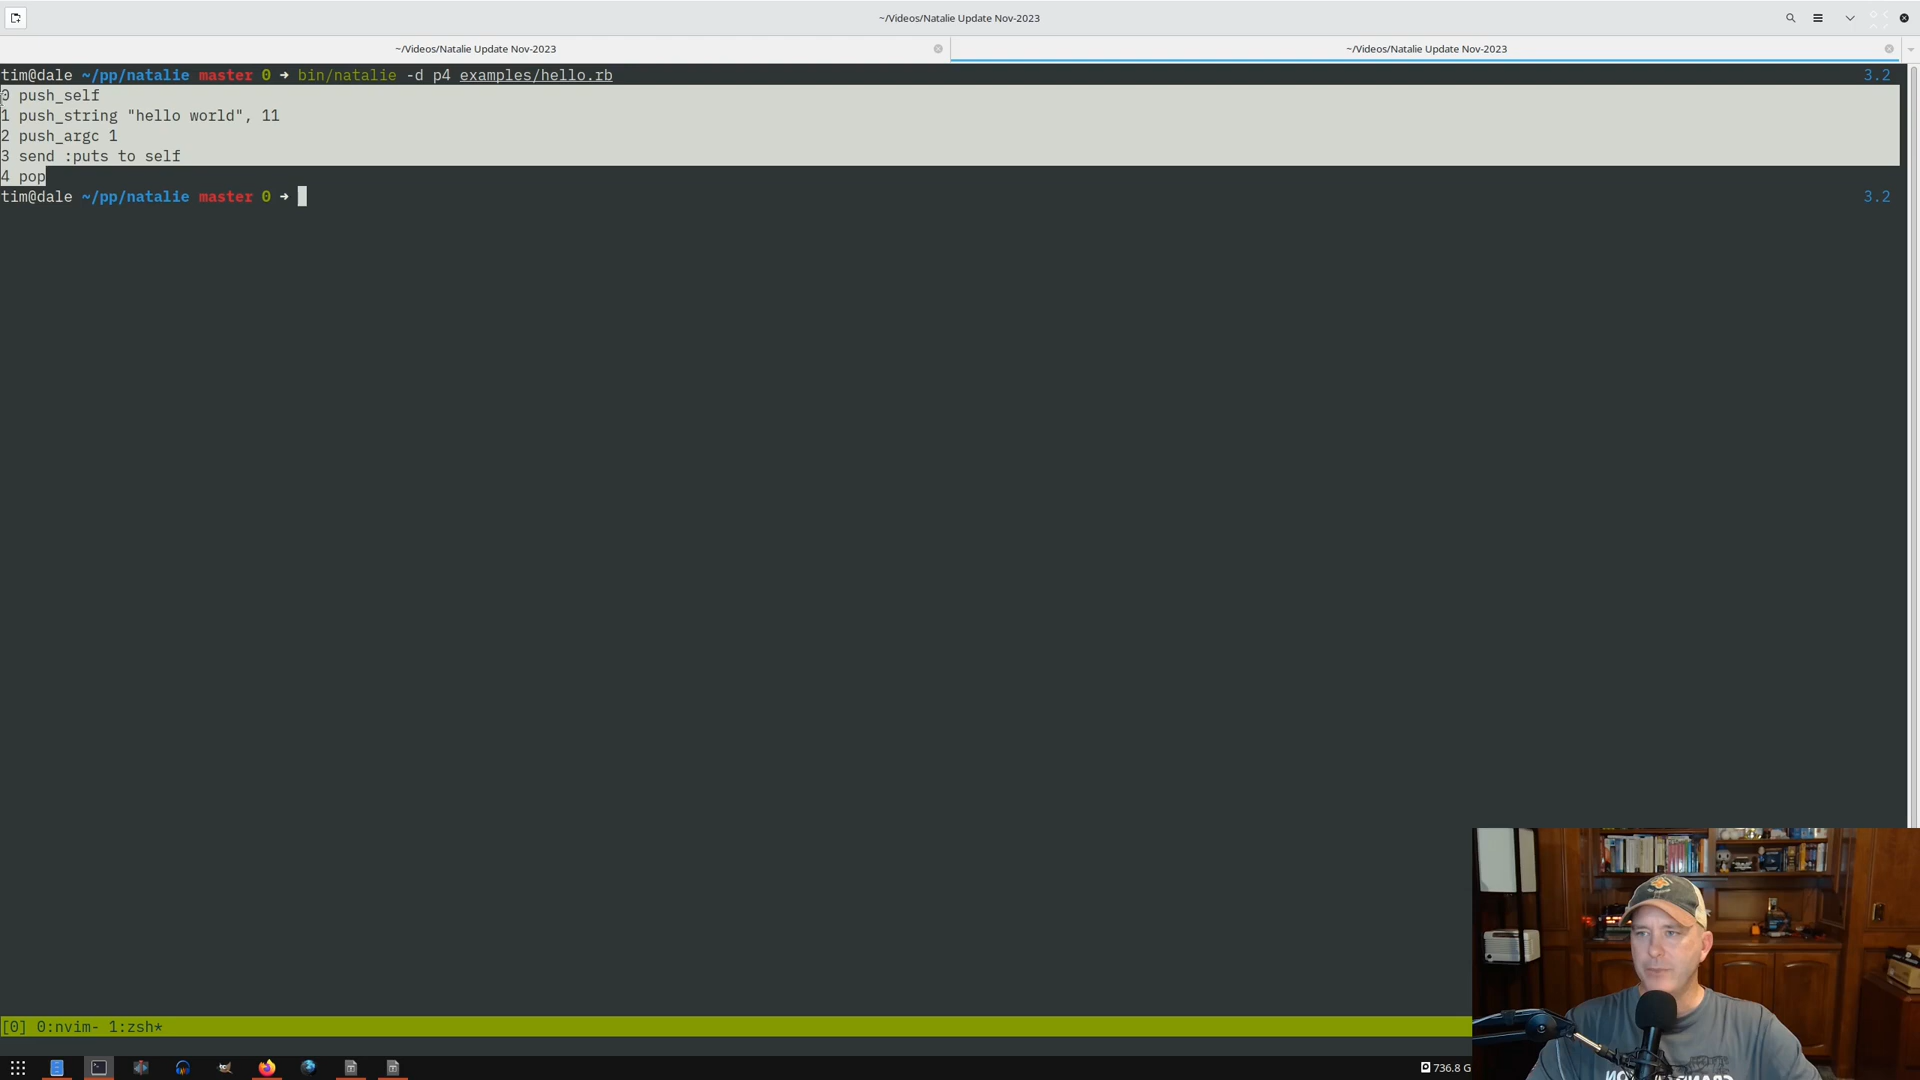 ~/Videos/Natalie Update Nov-2023
~/Videos/Natalie Update Nov-2023
~/Videos/Natalie Update Nov-2023
tim@dale ~/pp/natalie master 0 ➜ bin/natalie -d p4 examples/hello.rb 3.2
0 push_self
1 push_string "hello world", 11
2 push_argc 1
3 send :puts to self
4 pop
tim@dale ~/pp/natalie master 0 ➜ 3.2
[0] 0:nvim- 1:zsh*
736.8 G